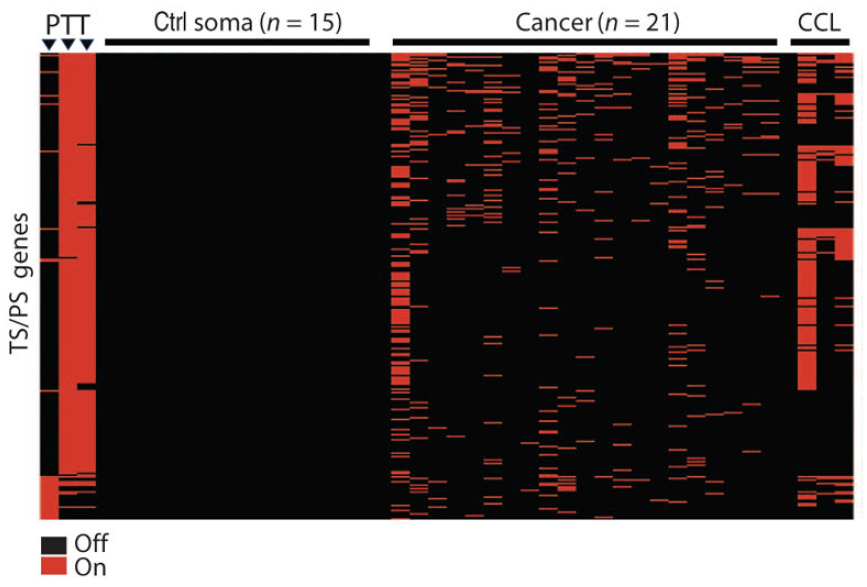 PTT
Ctrl soma (n = 15)
Cancer (n = 21)
CCL
TS/PS genes
Off
On